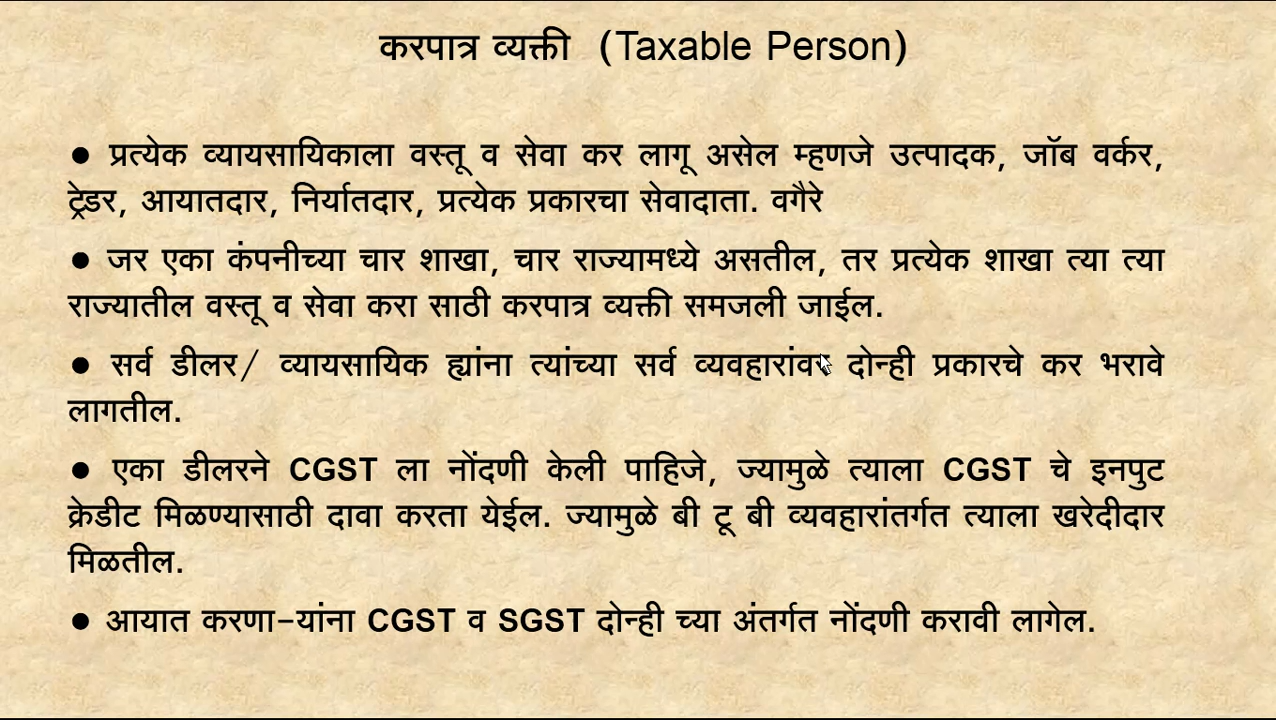 करपात्र व्यक्ती (Taxable Person)
● प्रत्येक व्यायसायिकाला वस्तू व सेवा कर लागू असेल म्हणजे उत्पादक, जॉब वर्कर,
ट्रेडर, आयातदार, निर्यातदार, प्रत्येक प्रकारचा सेवादाता. वगैरे
● जर एका कंपनीच्या चार शाखा, चार राज्यामध्ये असतील, तर प्रत्येक शाखा त्या त्या
राज्यातील वस्तू व सेवा करा साठी करपात्र व्यक्ती समजली जाईल.
● सर्व डीलर/ व्यायसायिक ह्यांना त्यांच्या सर्व व्यवहारांवर दोन्ही प्रकारचे कर भरावे
लागतील.
● एका डीलरने CGST ला नोंदणी केली पाहिजे, ज्यामुळे त्याला CGST चे इनपुट
क्रेडीट मिळण्यासाठी दावा करता येईल. ज्यामुळे बी टू बी व्यवहारांतर्गत त्याला खरेदीदार
मिळतील.
● आयात करणा-यांना CGST व SGST दोन्ही च्या अंतर्गत नोंदणी करावी लागेल.